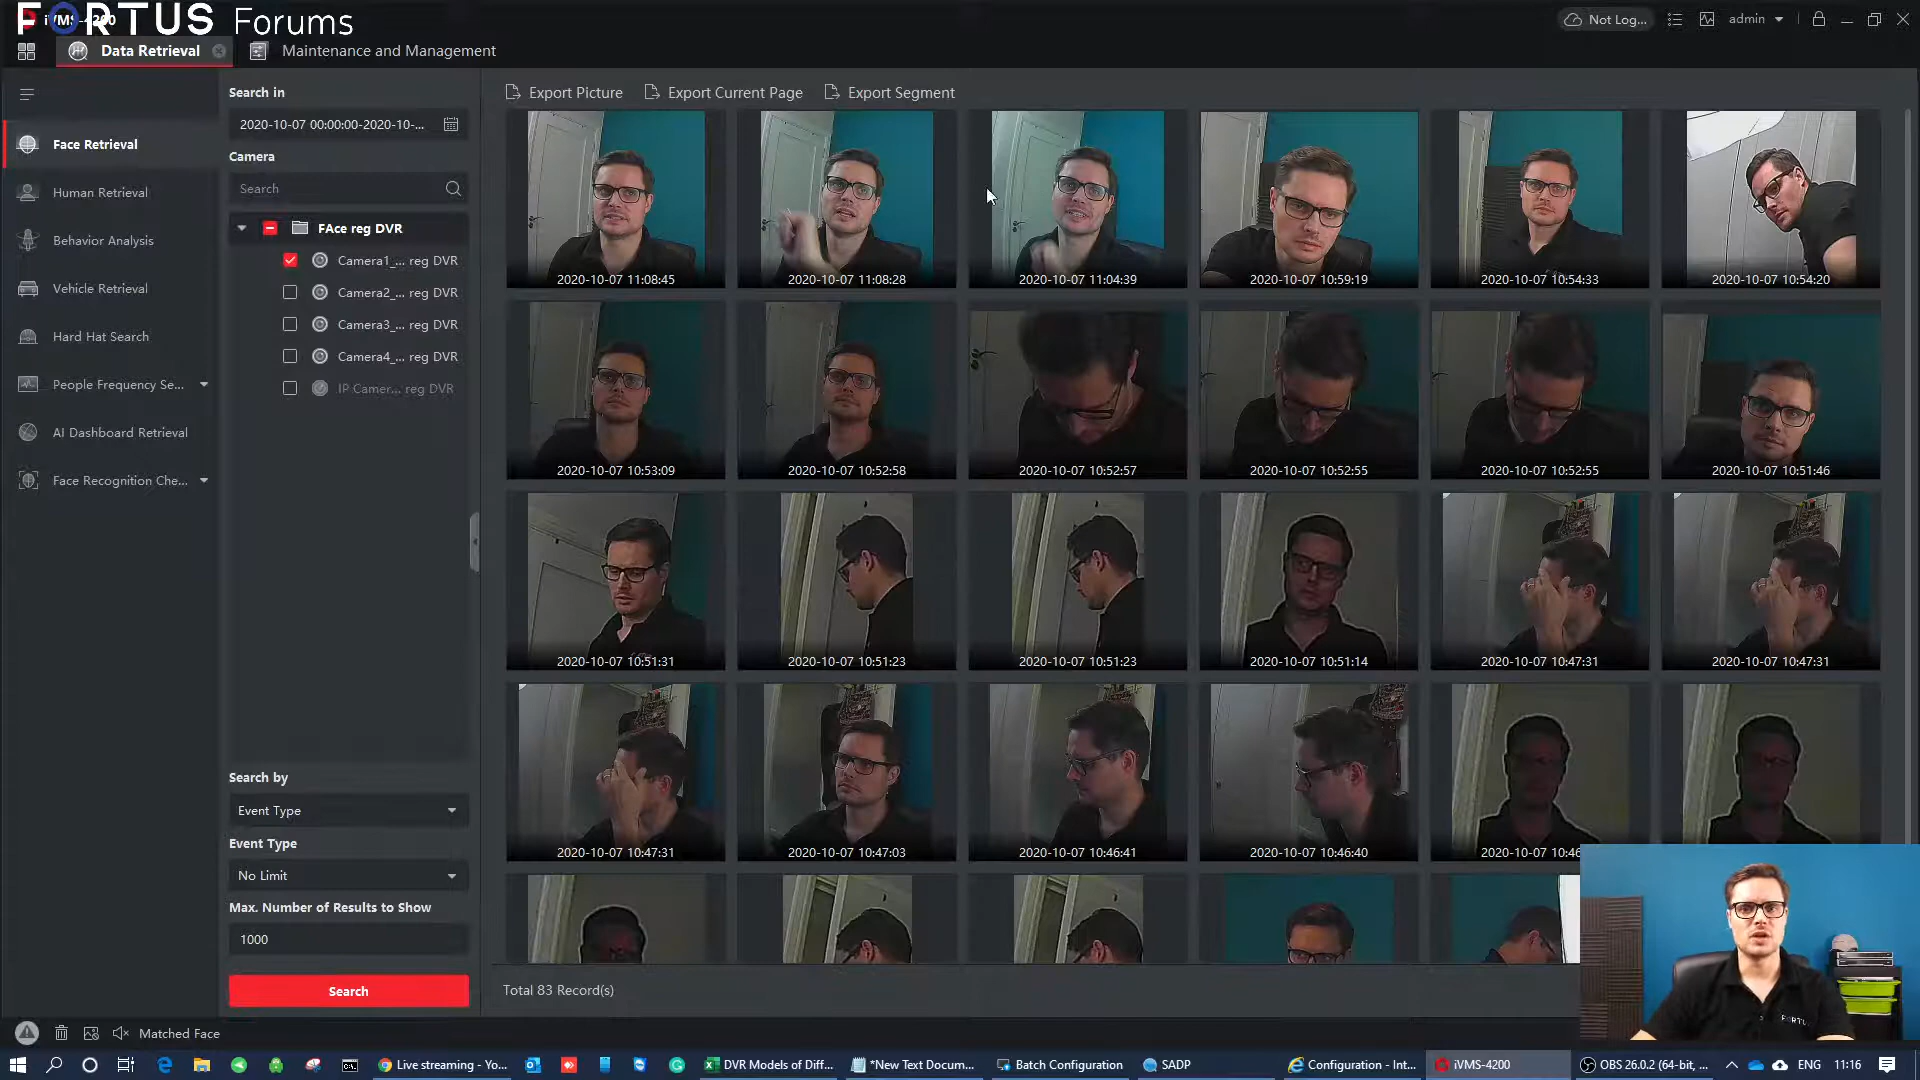 iVMS-4200
FORTUS Forums
Not Log...
admin
Data Retrieval
Maintenance and Management
Search in
2020-10-07 00:00:00-2020-10-...
Camera
Search
FAce reg DVR
Camera1_... reg DVR
Camera2_... reg DVR
Camera3_... reg DVR
Camera4_... reg DVR
IP Camer... reg DVR
Face Retrieval
Human Retrieval
Behavior Analysis
Vehicle Retrieval
Hard Hat Search
People Frequency Se...
AI Dashboard Retrieval
Face Recognition Che...
Search by
Event Type
Event Type
No Limit
Max. Number of Results to Show
1000
Search
Export Picture
Export Current Page
Export Segment
2020-10-07 11:08:45
2020-10-07 11:08:28
2020-10-07 11:04:39
2020-10-07 10:59:19
2020-10-07 10:54:33
2020-10-07 10:54:20
2020-10-07 10:53:09
2020-10-07 10:52:58
2020-10-07 10:52:57
2020-10-07 10:52:55
2020-10-07 10:52:55
2020-10-07 10:51:46
2020-10-07 10:51:31
2020-10-07 10:51:23
2020-10-07 10:51:23
2020-10-07 10:51:14
2020-10-07 10:47:31
2020-10-07 10:47:31
2020-10-07 10:47:31
2020-10-07 10:47:03
2020-10-07 10:46:41
2020-10-07 10:46:40
2020-10-07 10:46
Total 83 Record(s)
FORTUS
Matched Face
Live streaming - Yo...
DVR Models of Diff...
*New Text Docum...
Batch Configuration
SADP
Configuration - Int...
iVMS-4200
OBS 26.0.2 (64-bit, ...
ENG
11:16